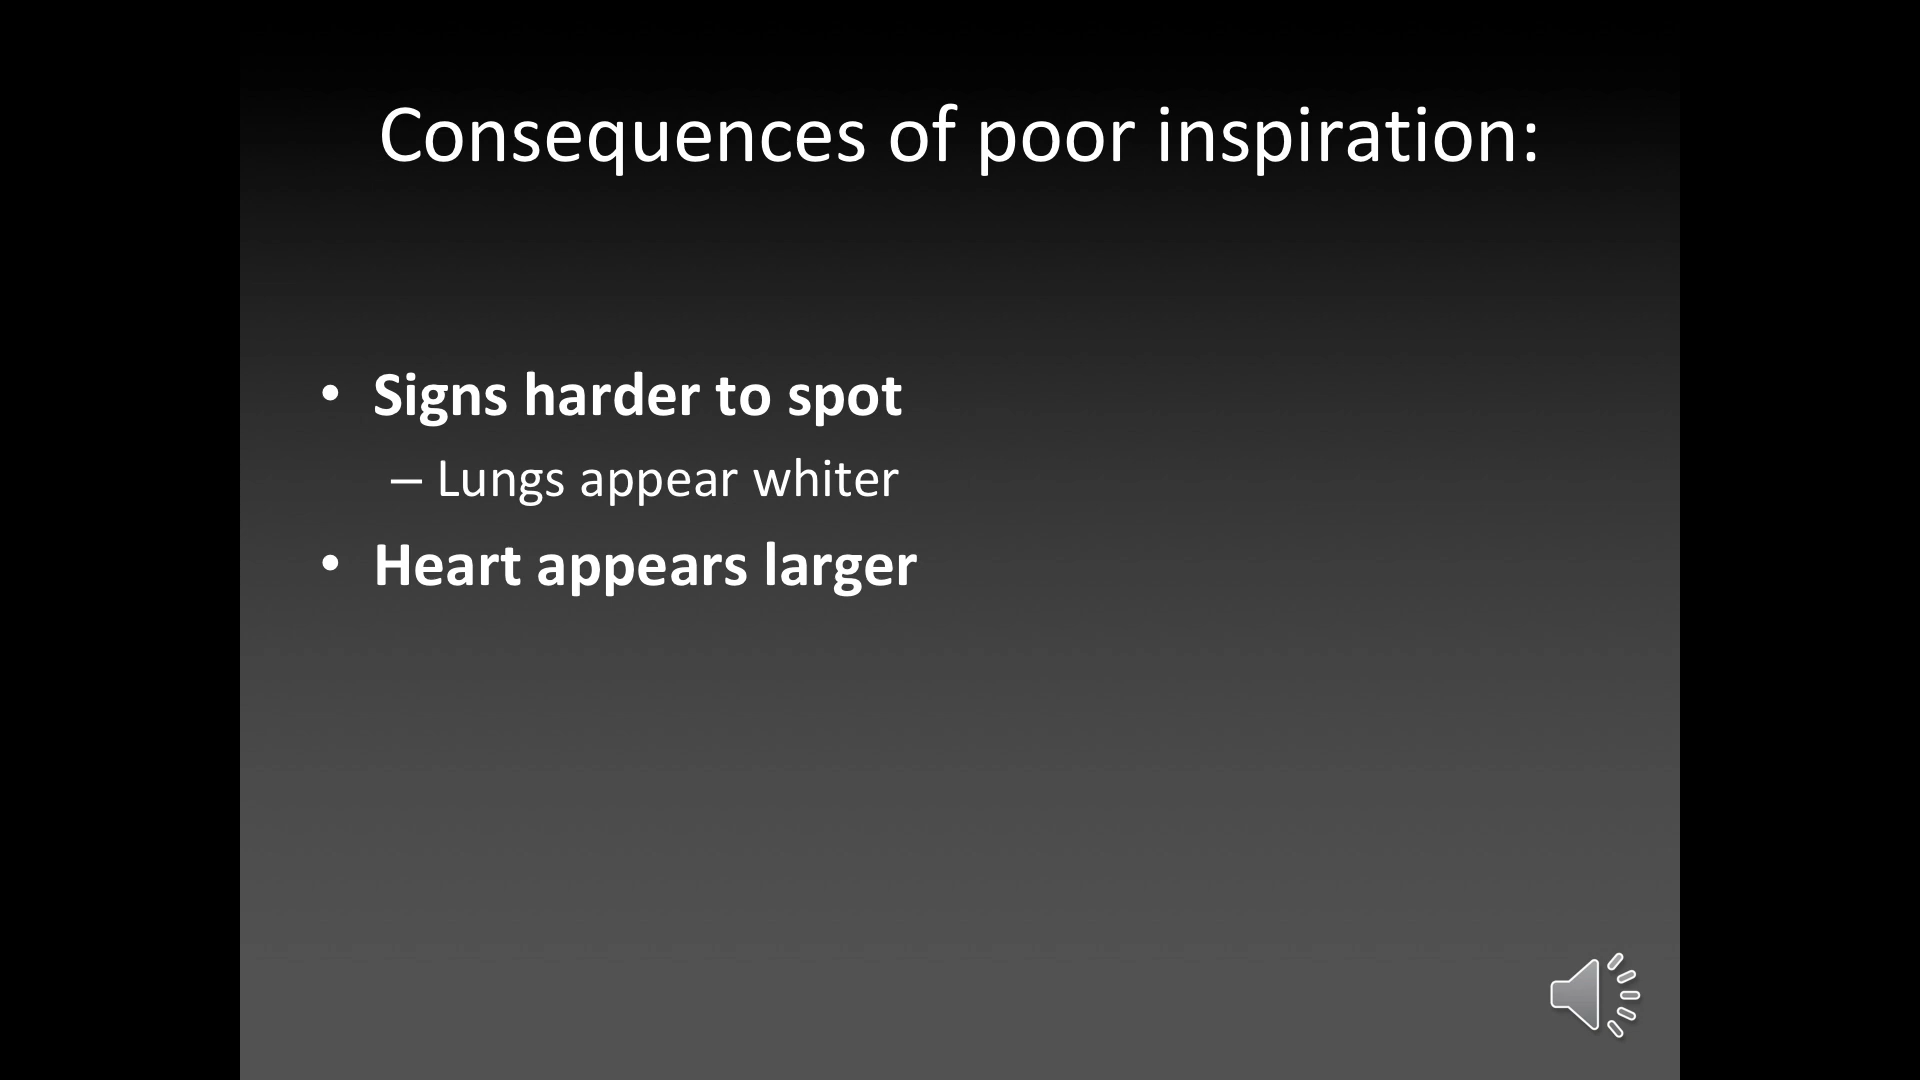 Consequences of poor inspiration:
• Signs harder to spot
– Lungs appear whiter
• Heart appears larger